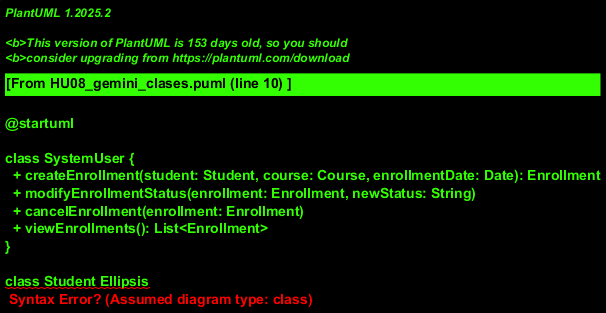 PlantUML 1.2025.2
<b>This version of PlantUML is 153 days old, so you should
<b>consider upgrading from https://plantuml.com/download
[From HU08_gemini_clases.puml (line 10) ]
@startuml
class SystemUser {
+ createEnrollment(student: Student, course: Course, enrollmentDate: Date): Enrollment
+ modifyEnrollmentStatus(enrollment: Enrollment, newStatus: String)
+ cancelEnrollment(enrollment: Enrollment)
+ viewEnrollments(): List<Enrollment>
}
class Student Ellipsis
Syntax Error? (Assumed diagram type: class)